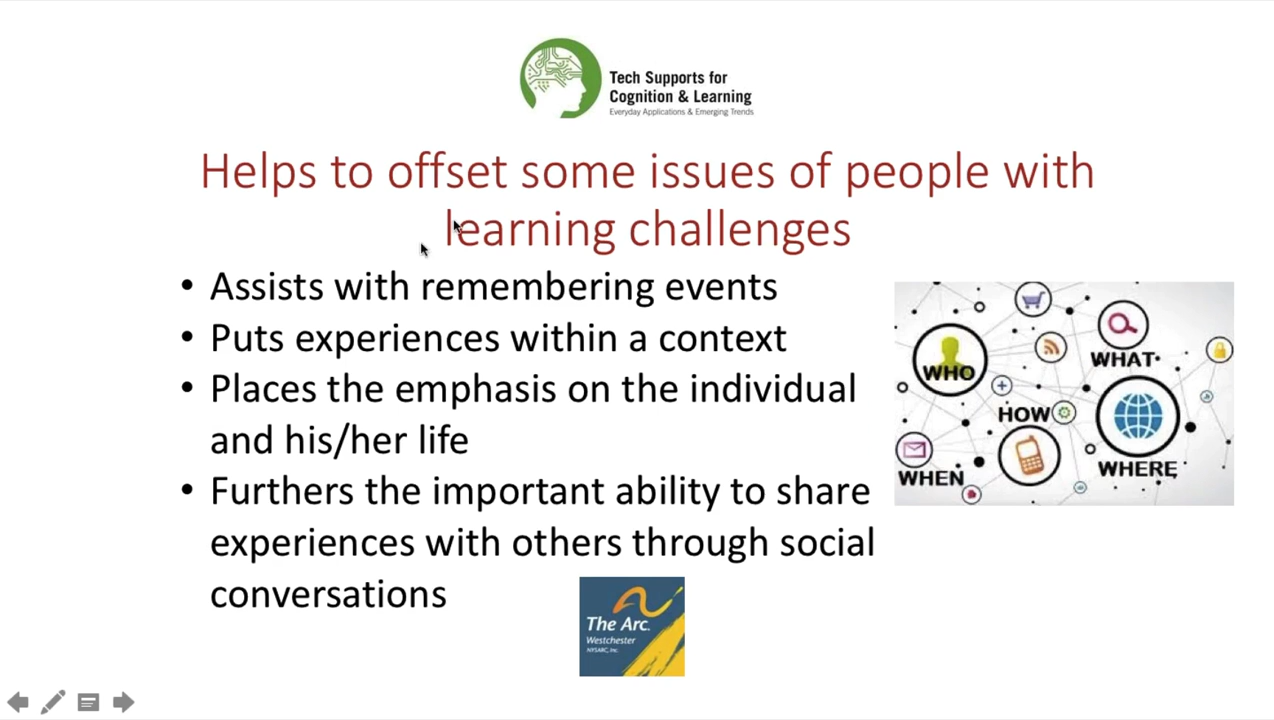 Tech Supports for
Cognition & Learning
Everyday Applications & Emerging Trends
Helps to offset some issues of people with
learning challenges
• Assists with remembering events
• Puts experiences within a context
• Places the emphasis on the individual
and his/her life
• Furthers the important ability to share
experiences with others through social
conversations
WHO
WHAT
HOW
WHEN
WHERE
The Arc.
Westchester
NYSARC, Inc.